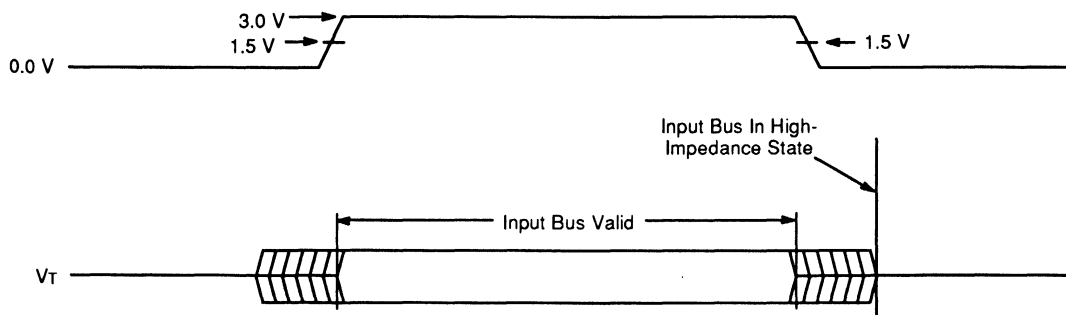 3.0 V
1.5 V
1.5 V
0.0 V
Input Bus In High-
Impedance State
Input Bus Valid
VT